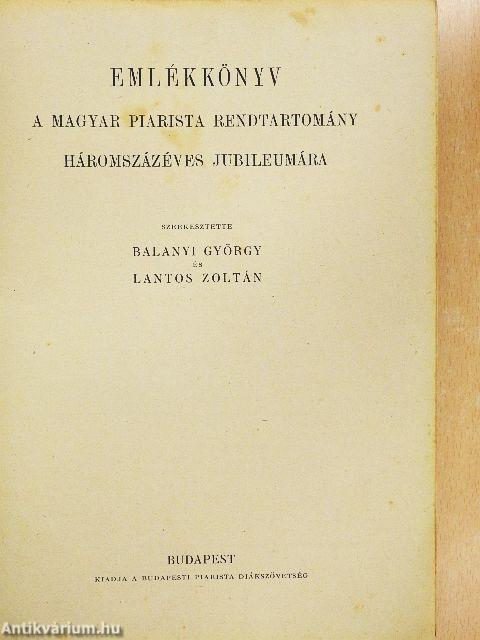 EMLÉKKÖNYV
A MAGYAR PIARISTA RENDTARTOMÁNY
HÁROMSZÁZÉVES JUBILEUMÁRA
SZERKESZTETTE
BALANYI GYÖRGY
ÉS
LANTOS ZOLTÁN
BUDAPEST
KIADJA A BUDAPESTI PIARISTA DIÁKSZÖVETSÉG
Antikvárium.hu